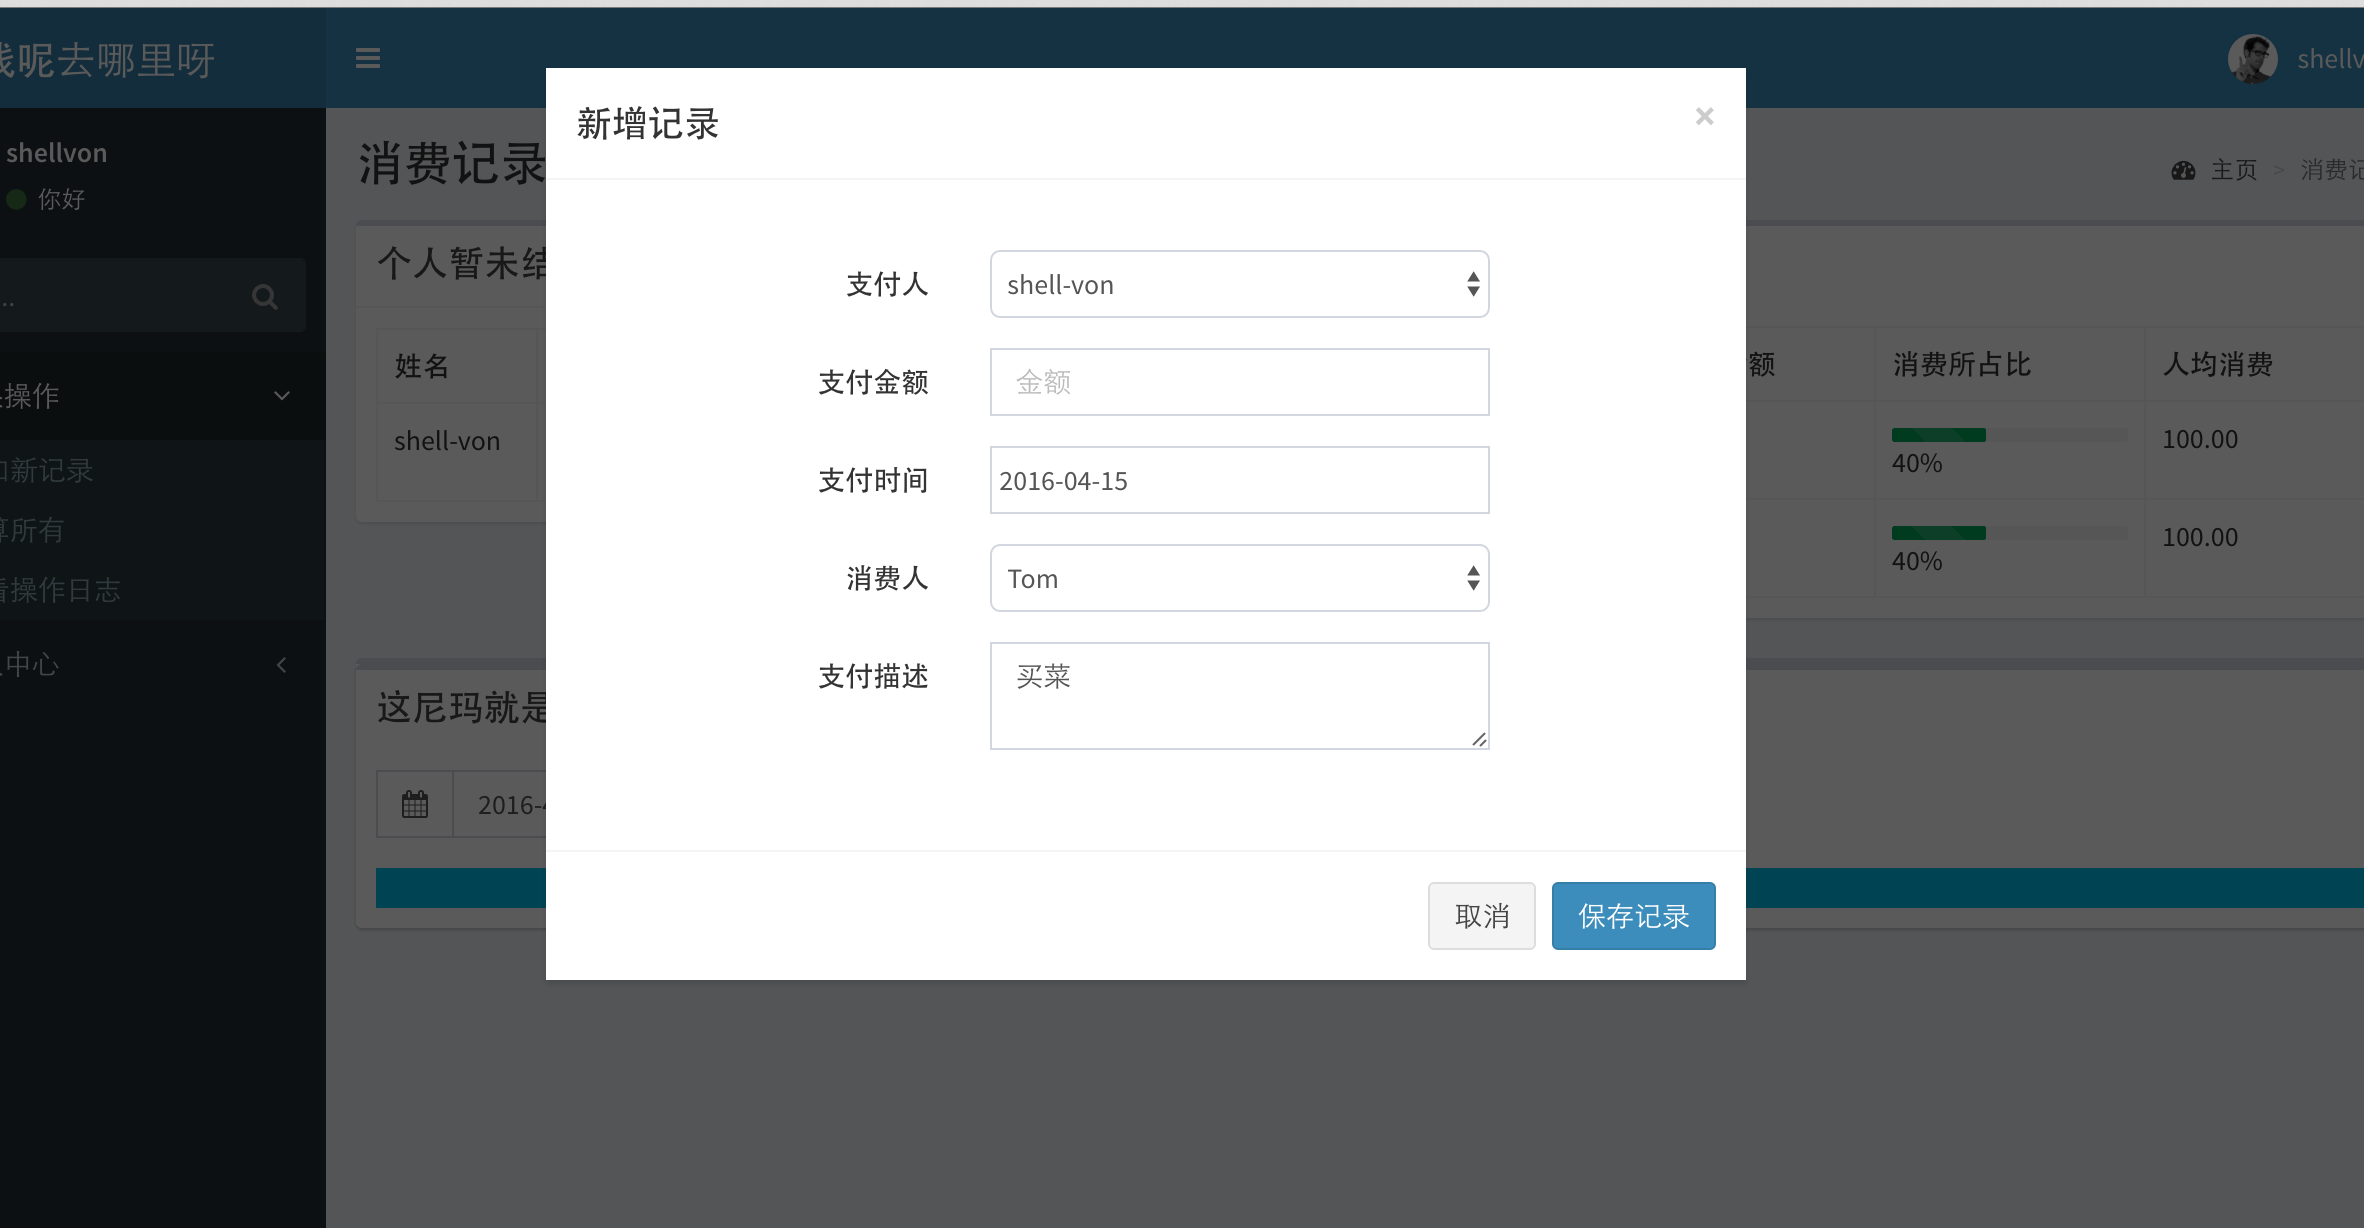 呢去哪里呀
shellv
shellvon
你好
..
操作
新记录
所有
操作日志
中心
消费记录
主页 > 消费记
个人暂未结
姓名
shell-von
额 消费所占比 人均消费
40% 100.00
40% 100.00
这尼玛就是
2016-4
新增记录 ×
支付人 shell-von
支付金额 金额
支付时间 2016-04-15
消费人 Tom
支付描述 买菜
取消 保存记录